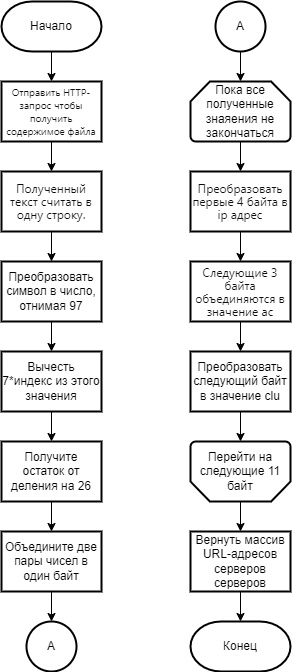 Начало
Отправить HTTP-
запрос чтобы
получить
содержимое файла
Полученный
текст считать в
одну строку.
Преобразовать
символ в число,
отнимая 97
Вычесть
7*индекс из этого
значения
Получите
остаток от
деления на 26
Объедините две
пары чисел в
один байт
А
А
Пока все
полученные
знаяения не
закончаться
Преобразовать
первые 4 байта в
ip адрес
Следующие 3
байта
объединяются в
значение ас
Преобразовать
следующий байт
в значение clu
Перейти на
следующие 11
байт
Вернуть массив
URL-адресов
серверов
серверов
Конец